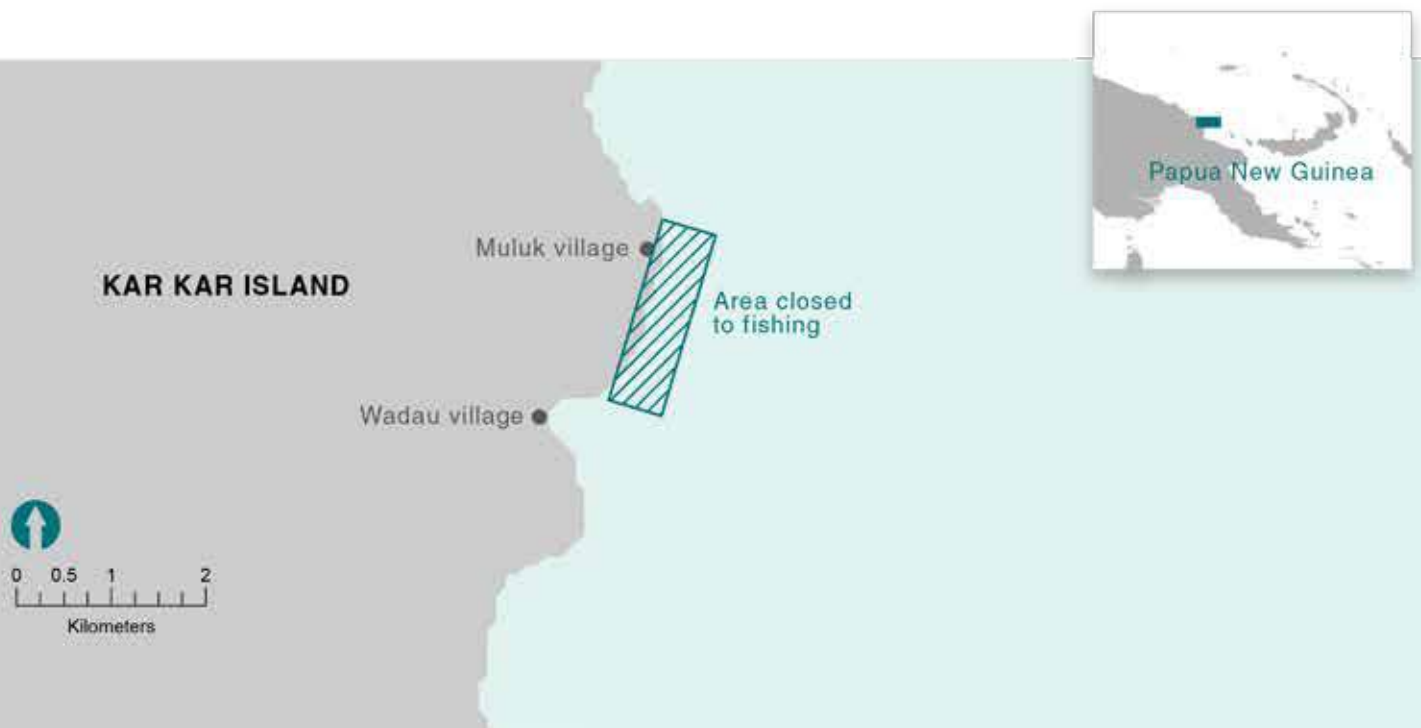 Papua New Guinea
Muluk village
KAR KAR ISLAND
Area closed
to fishing
Wadau village
0 0.5 1 2
Kilometers